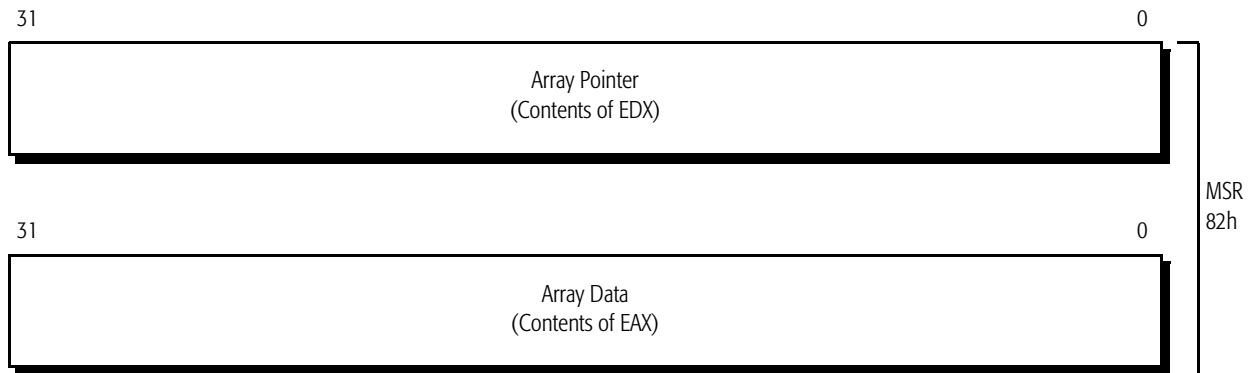 31 0
Array Pointer
(Contents of EDX)
MSR
82h
31 0
Array Data
(Contents of EAX)